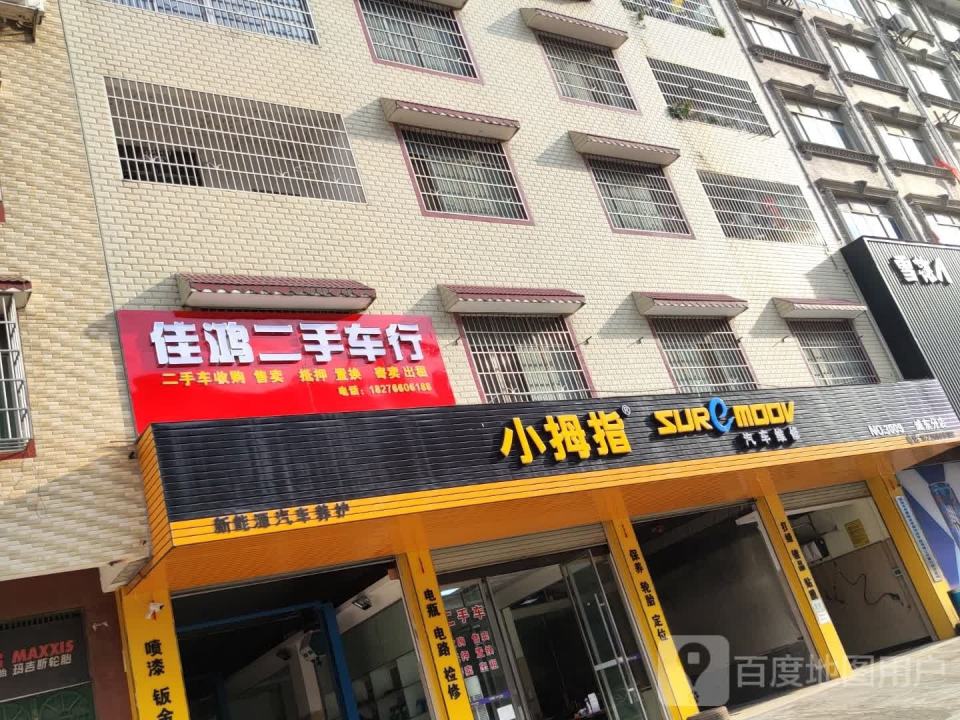 佳鸿二手车行
二手车收购 售卖 抵押 置换 寄卖 出租
电话：18276606188
小拇指® SUREMOOV
汽车维修
NO:3009
新能源汽车养护
喷漆 钣金
电瓶 电路 检修
保养 轮胎 定位
二手车
MAXXIS
玛吉斯轮胎
百度地图用户